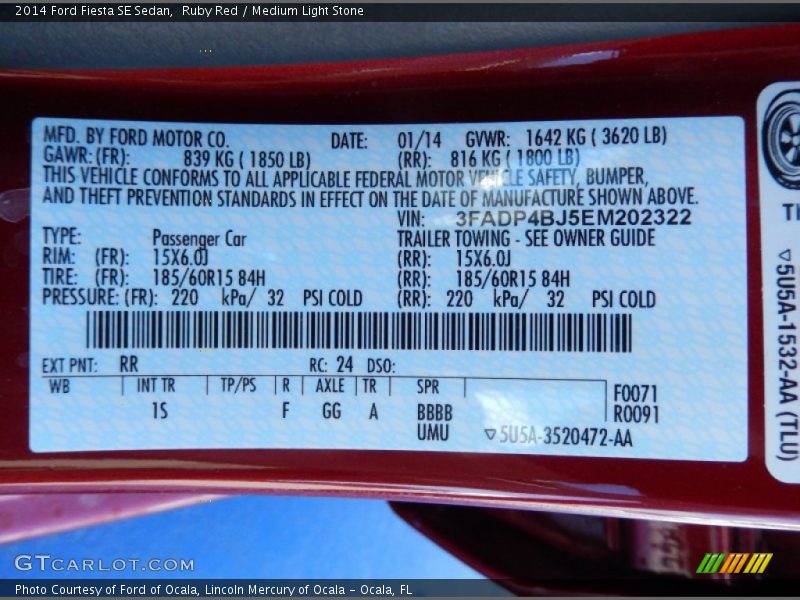 2014 Ford Fiesta SE Sedan,  Ruby Red / Medium Light Stone
MFD. BY FORD MOTOR CO. DATE: 01/14 GVWR: 1642 KG ( 3620 LB)
GAWR: (FR): 839 KG ( 1850 LB) (RR): 816 KG ( 1800 LB)
THIS VEHICLE CONFORMS TO ALL APPLICABLE FEDERAL MOTOR VEHICLE SAFETY, BUMPER,
AND THEFT PREVENTION STANDARDS IN EFFECT ON THE DATE OF MANUFACTURE SHOWN ABOVE.
VIN: 3FADP4BJ5EM202322
TYPE: Passenger Car TRAILER TOWING - SEE OWNER GUIDE
RIM: (FR): 15X6.0J (RR): 15X6.0J
TIRE: (FR): 185/60R15 84H (RR): 185/60R15 84H
PRESSURE: (FR): 220 kPa/ 32 PSI COLD (RR): 220 kPa/ 32 PSI COLD
EXT PNT: RR RC: 24 DSO:
WB INT TR TP/PS R AXLE TR SPR F0071
1S F GG A BBBB R0091
UMU ▽5U5A-3520472-AA
▽5U5A-1532-AA (TLU)
GTCARLOT.COM
Photo Courtesy of Ford of Ocala, Lincoln Mercury of Ocala - Ocala, FL